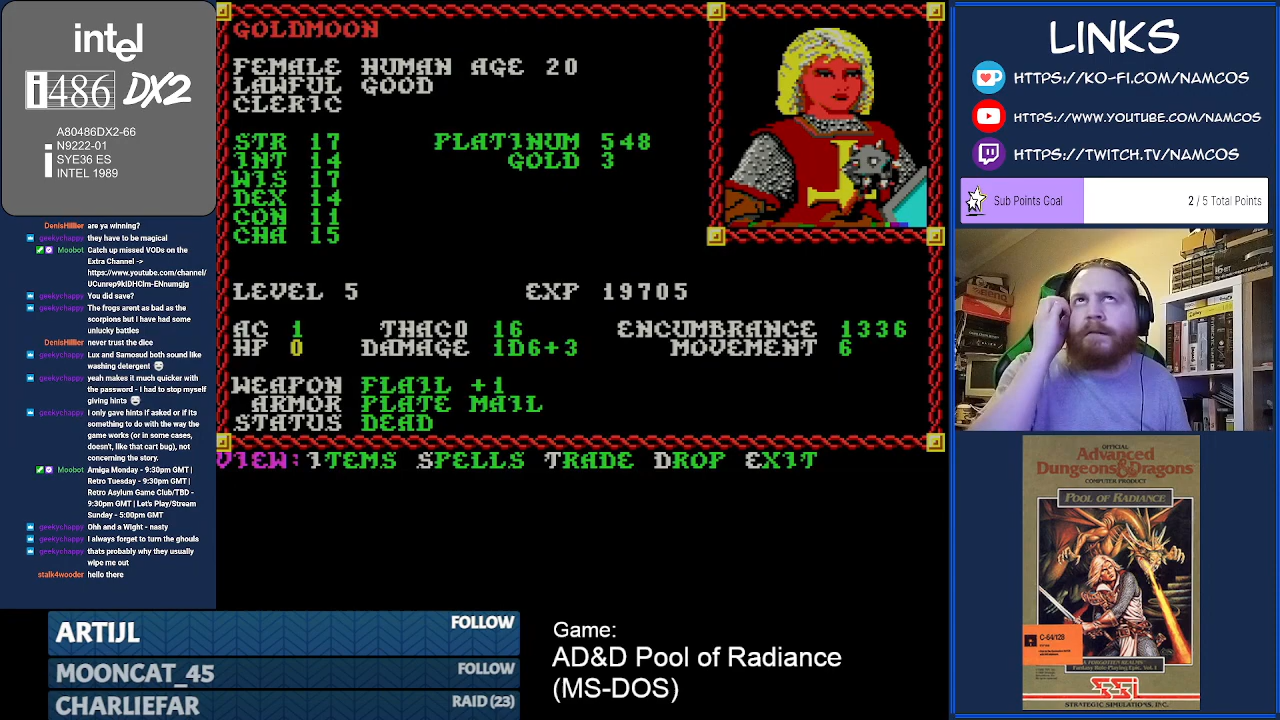 intel
i486 DX2
A80486DX2-66
N9222-01
SYE36 ES
INTEL 1989
DenisHillier are ya winning?
geekychappy they have to be magical
Moobot Catch up missed VODs on the
Extra Channel ->
https://www.youtube.com/channel/
UCunrep9klDHClm-ENnumgjg
geekychappy You did save?
geekychappy The frogs arent as bad as the
scorpions but I have had some
unlucky battles
DenisHillier never trust the dice
geekychappy Lux and Samosud both sound like
washing detergent
geekychappy yeah makes it much quicker with
the password - I had to stop myself
giving hints
geekychappy I only gave hints if asked or if its
something to do with the way the
game works (or in some cases,
doesn't, like that cart bug), not
concerning the story.
Moobot Amiga Monday - 9:30pm GMT |
Retro Tuesday - 9:30pm GMT |
Retro Asylum Game Club/TBD -
9:30pm GMT | Let's Play/Stream
Sunday - 5:00pm GMT
geekychappy Ohh and a Wight - nasty
geekychappy I always forget to turn the ghouls
geekychappy thats probably why they usually
wipe me out
stalk4wooder hello there
GOLDMOON
FEMALE HUMAN AGE 20
LAWFUL GOOD
CLERIC
STR 17 PLATINUM 548
INT 14 GOLD 3
WIS 17
DEX 14
CON 11
CHA 15
LEVEL 5 EXP 19705
AC 1 THAC0 16 ENCUMBRANCE 1336
HP 0 DAMAGE 1D6+3 MOVEMENT 6
WEAPON FLAIL +1
ARMOR PLATE MAIL
STATUS DEAD
VIEW: ITEMS SPELLS TRADE DROP EXIT
LINKS
HTTPS://KO-FI.COM/NAMCOS
HTTPS://WWW.YOUTUBE.COM/NAMCOS
HTTPS://TWITCH.TV/NAMCOS
Sub Points Goal 2 / 5 Total Points
OFFICIAL
Advanced
Dungeons & Dragons
COMPUTER PRODUCT
POOL OF RADIANCE
C-64/128
A FORGOTTEN REALMS
Fantasy Role-Playing Epic, Vol. I
SSI
STRATEGIC SIMULATIONS, INC.
ARTIJL FOLLOW
MOONCAT_45 FOLLOW
CHARLIEFAR RAID (23)
Game:
AD&D Pool of Radiance
(MS-DOS)